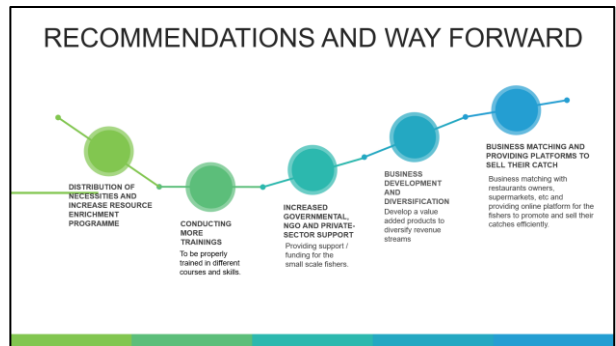 RECOMMENDATIONS AND WAY FORWARD
DISTRIBUTION OF
NECESSITIES AND
INCREASE RESOURCE
ENRICHMENT
PROGRAMME
CONDUCTING
MORE
TRAININGS
To be properly
trained in different
courses and skills.
INCREASED
GOVERNMENTAL,
NGO AND PRIVATE-
SECTOR SUPPORT
Providing support /
funding for the
small scale fishers.
BUSINESS
DEVELOPMENT
AND
DIVERSIFICATION
Develop a value
added products to
diversify revenue
streams
BUSINESS MATCHING AND
PROVIDING PLATFORMS TO
SELL THEIR CATCH
Business matching with
restaurants owners,
supermarkets, etc and
providing online platform for the
fishers to promote and sell their
catches efficiently.